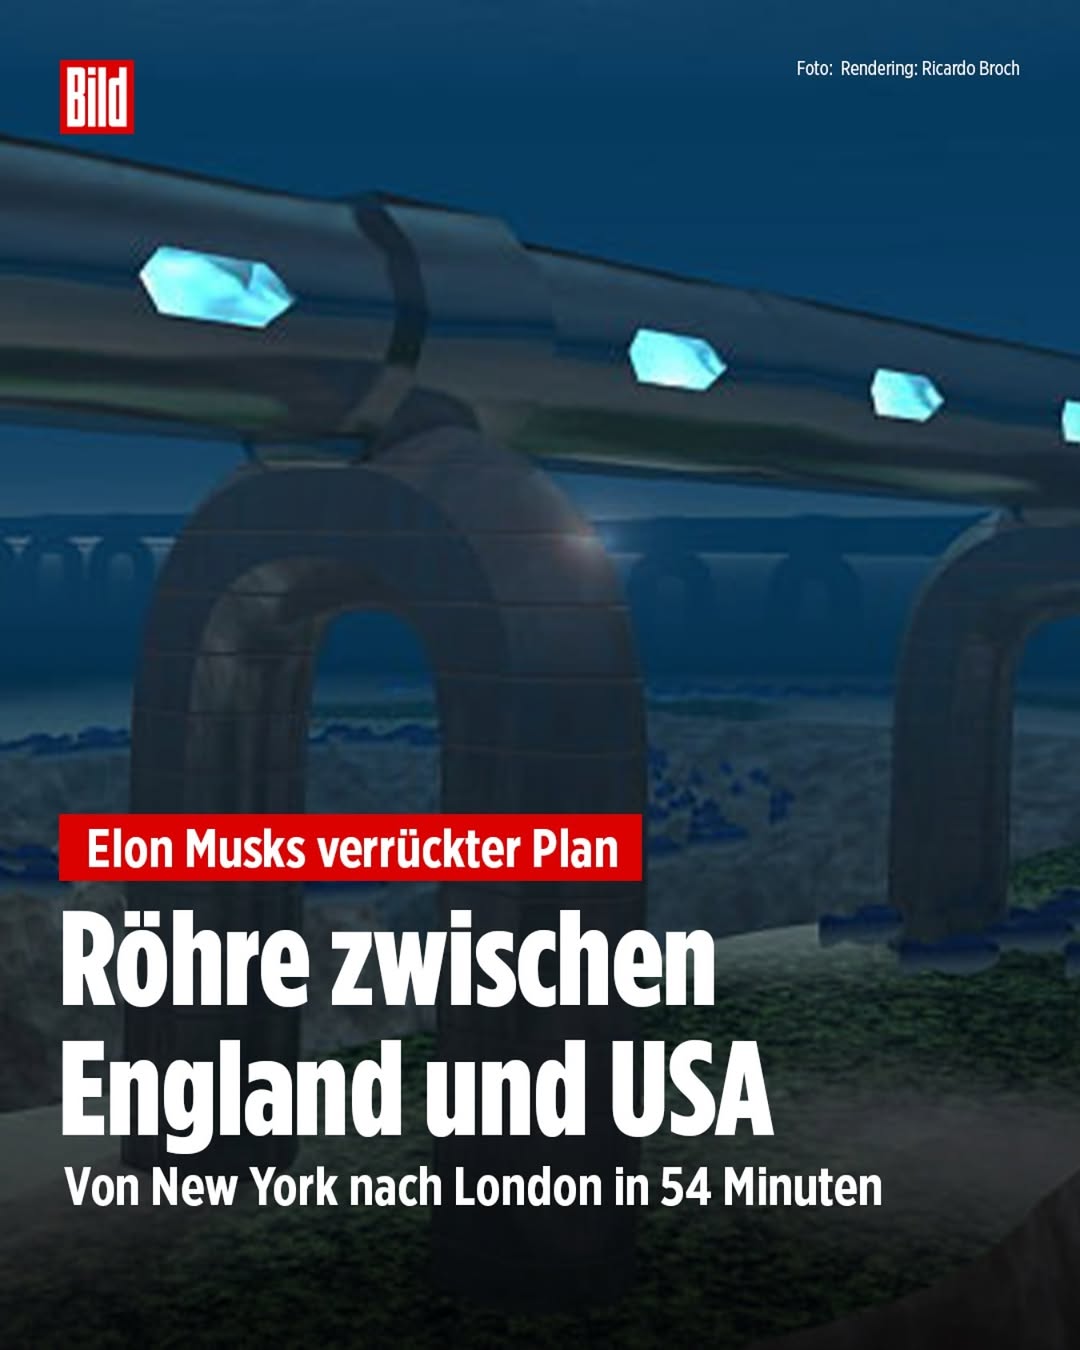 Bild
Foto: Rendering: Ricardo Broch
Elon Musks verrückter Plan
Röhre zwischen
England und USA
Von New York nach London in 54 Minuten